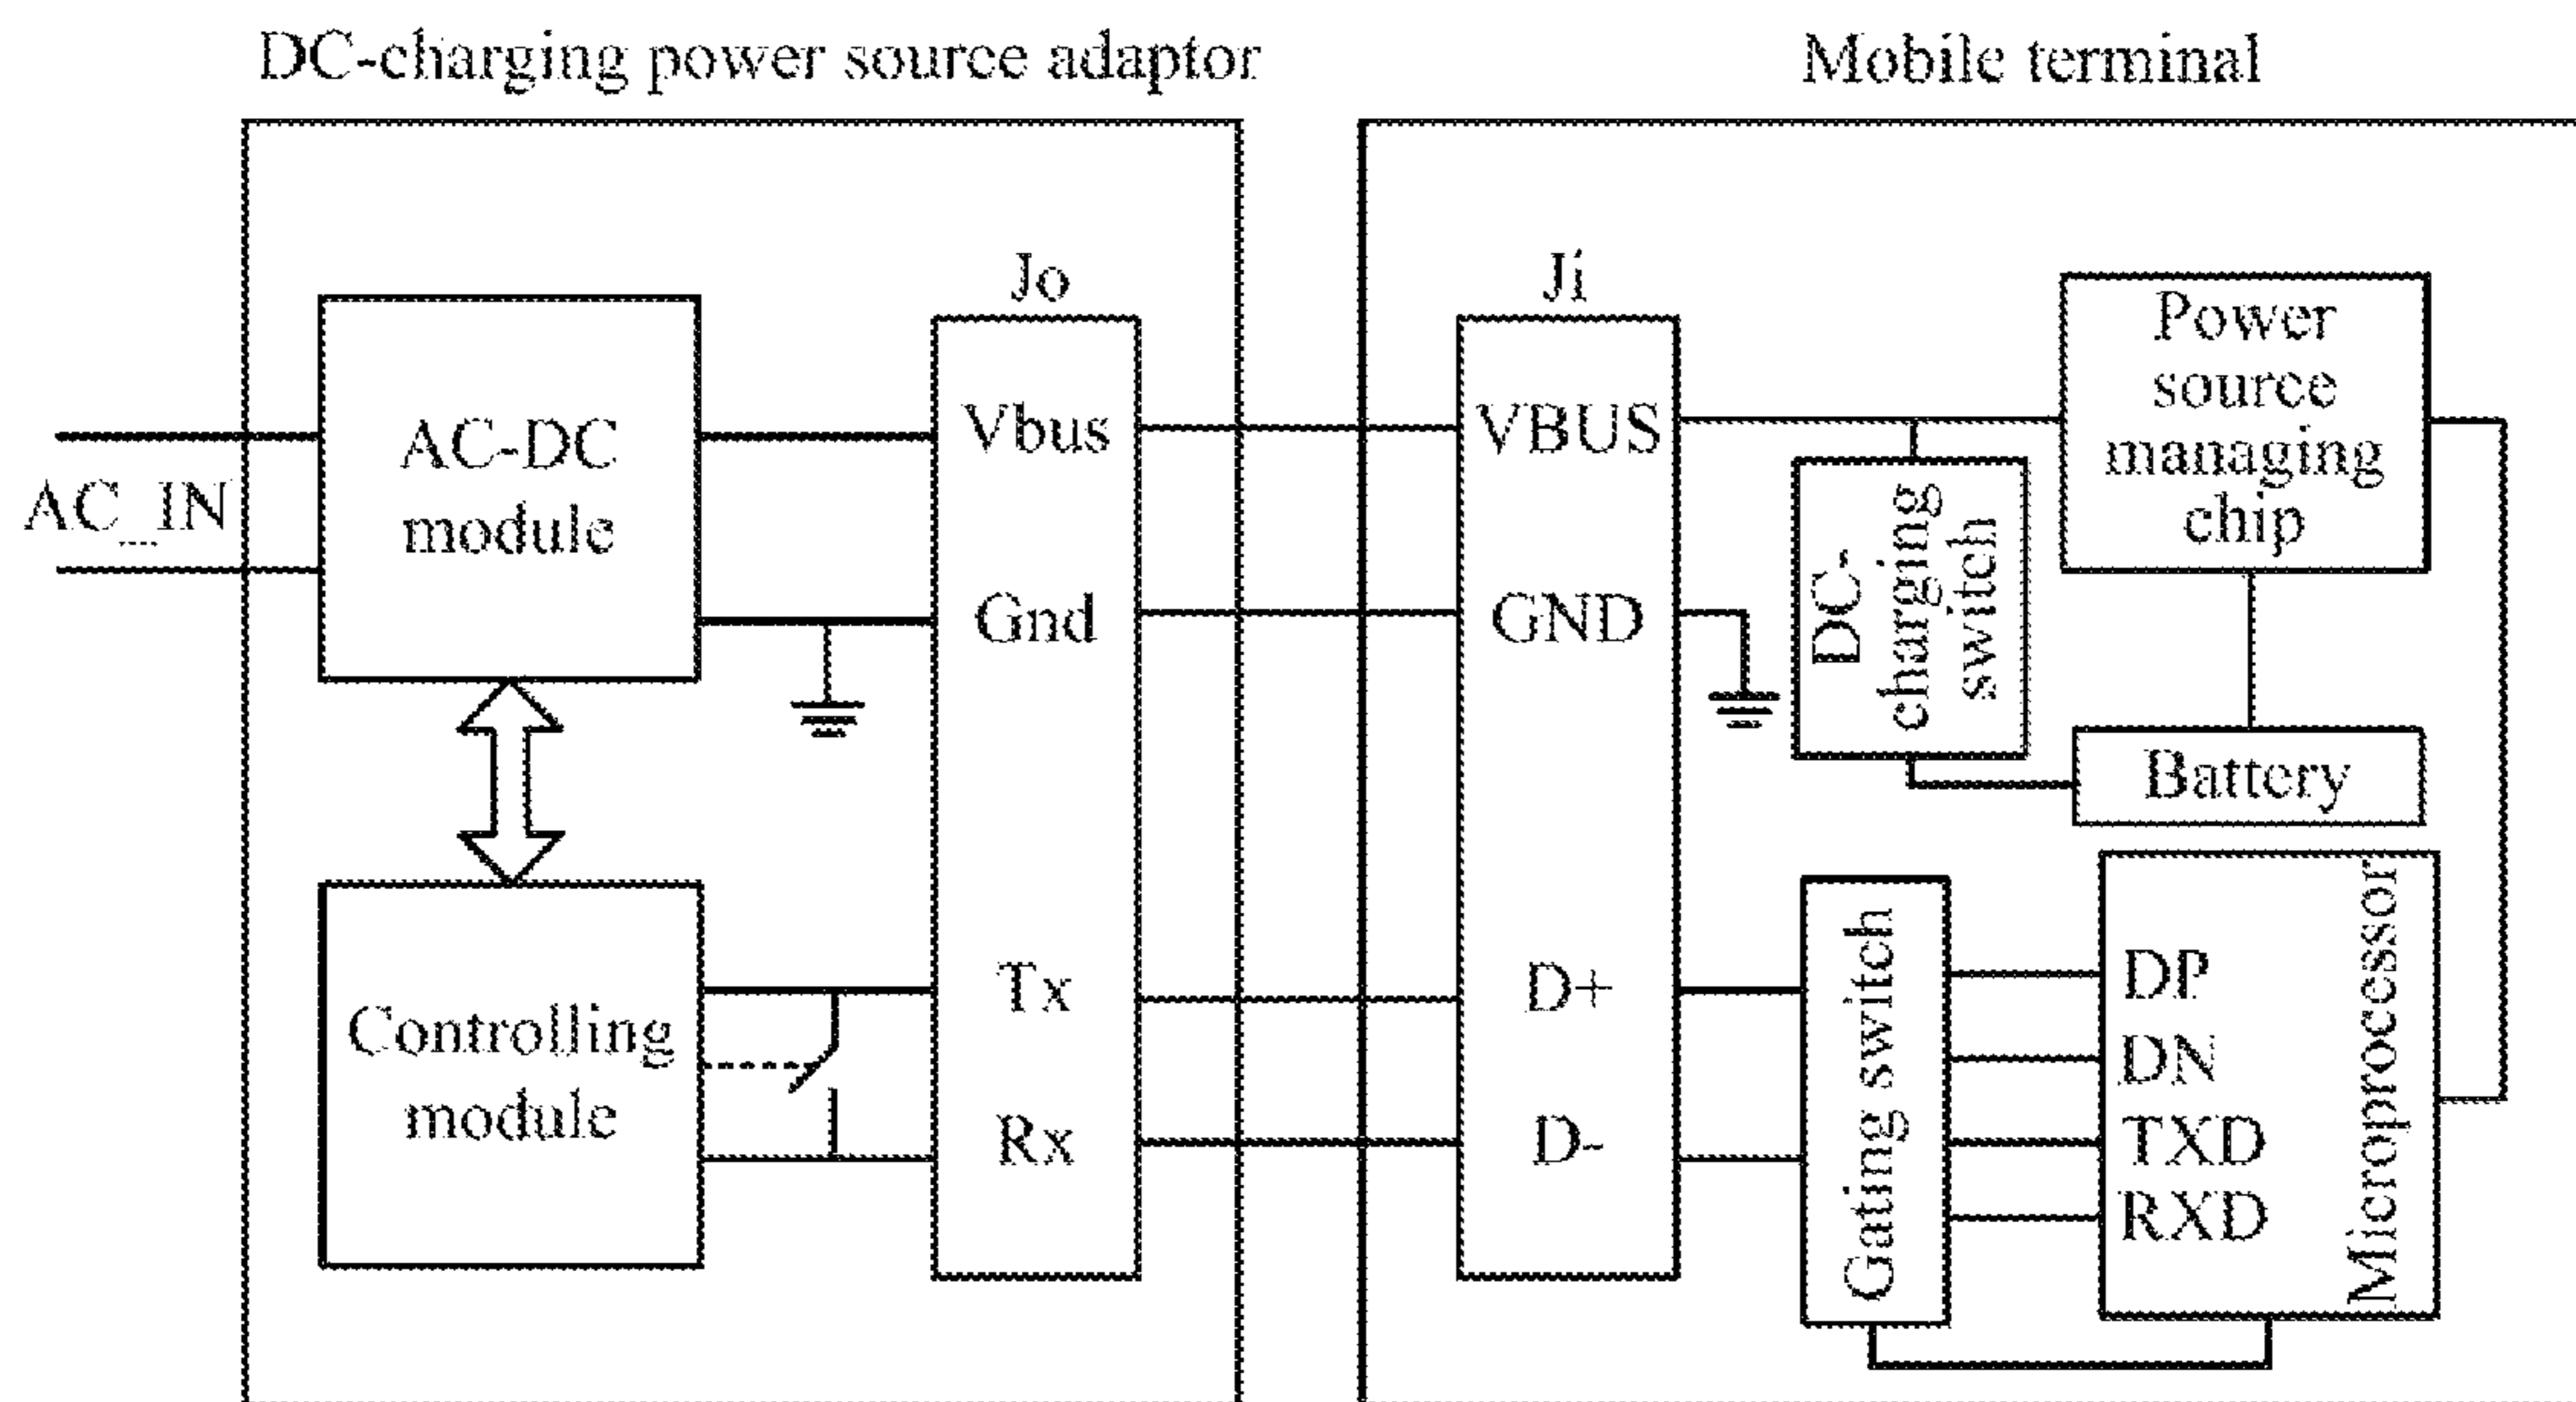 DC-charging power source adaptor
Mobile terminal
AC_IN
AC-DC
module
Controlling
module
Jo
Vbus
Gnd
Tx
Rx
Ji
VBUS
GND
D+
D-
DC-
charging
switch
Power
source
managing
chip
Battery
Gating switch
DP
DN
TXD
RXD
Microprocessor